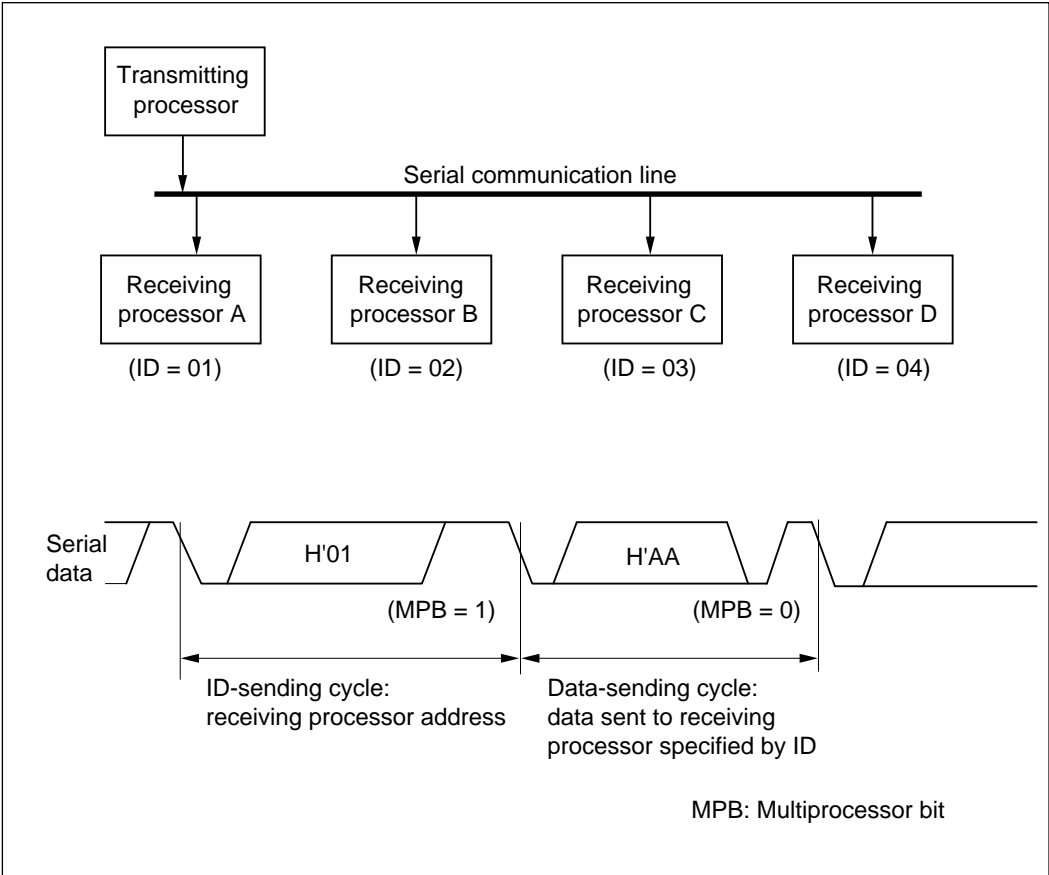 Transmitting
processor
Serial communication line
Receiving
processor A
Receiving
processor B
Receiving
processor C
Receiving
processor D
(ID = 01)
(ID = 02)
(ID = 03)
(ID = 04)
Serial
data
H'01
H'AA
(MPB = 1)
(MPB = 0)
ID-sending cycle:
receiving processor address
Data-sending cycle:
data sent to receiving
processor specified by ID
MPB: Multiprocessor bit